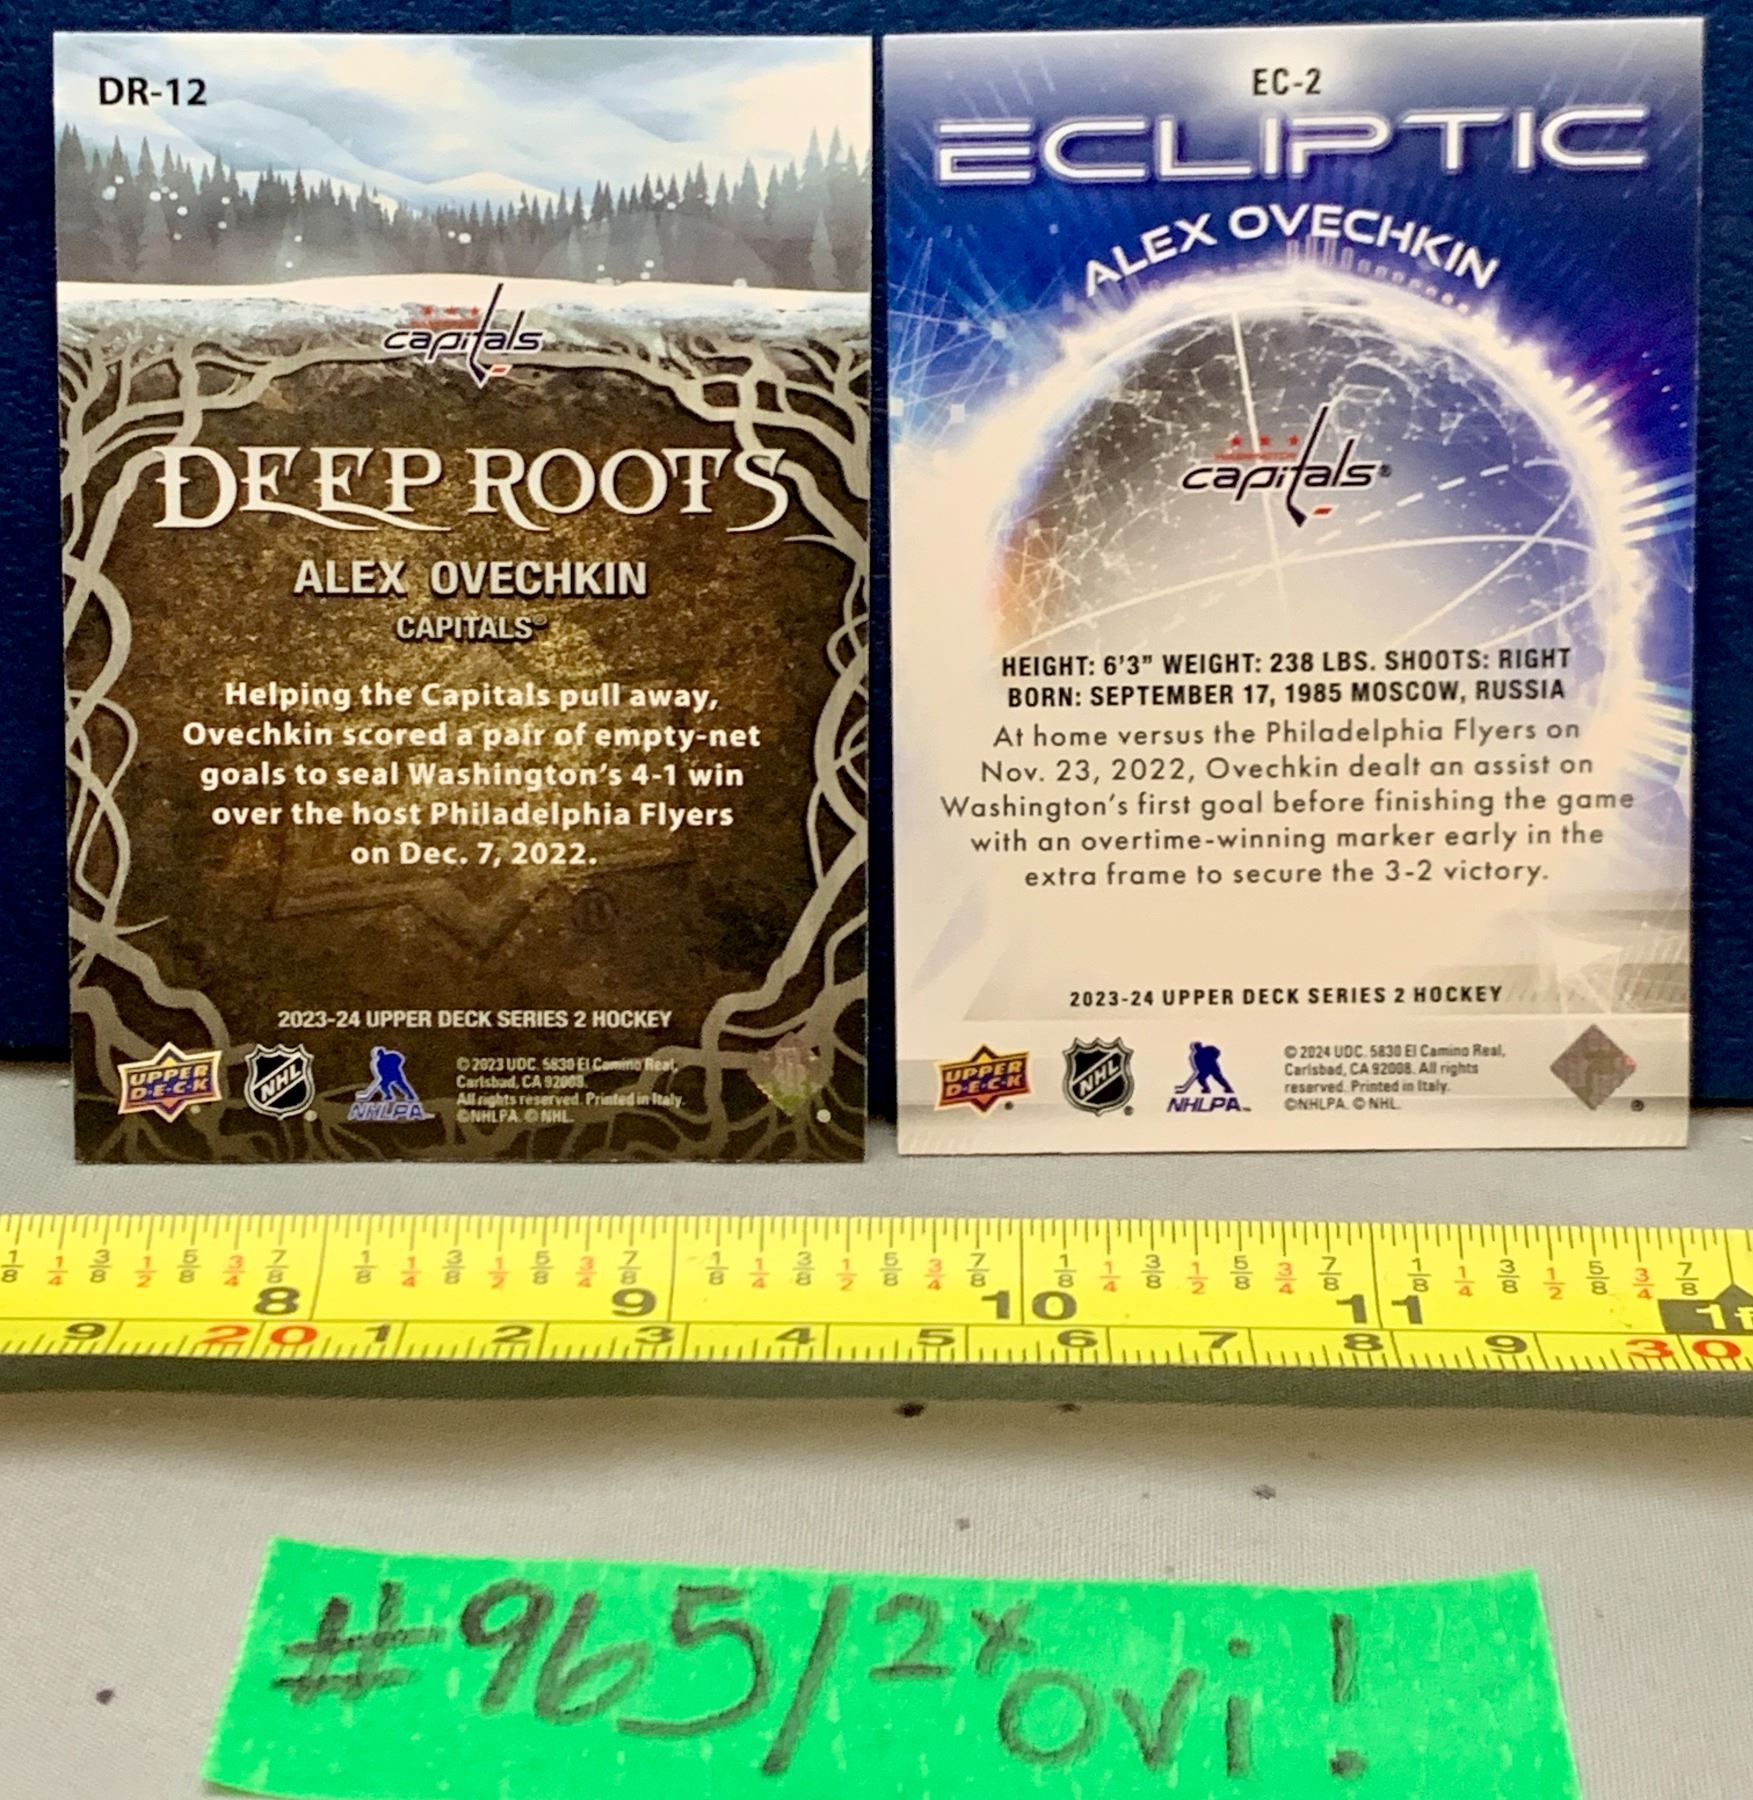 DR-12
capitals
DEEP ROOTS
ALEX OVECHKIN
CAPITALS®
Helping the Capitals pull away,
Ovechkin scored a pair of empty-net
goals to seal Washington's 4-1 win
over the host Philadelphia Flyers
on Dec. 7, 2022.
2023-24 UPPER DECK SERIES 2 HOCKEY
UPPER DECK ®
NHL ®
NHLPA
© 2023 UDC. 5830 El Camino Real,
Carlsbad, CA 92008.
All rights reserved. Printed in Italy.
©NHLPA. © NHL.
EC-2
ECLIPTIC
ALEX OVECHKIN
WASHINGTON
capitals®
HEIGHT: 6'3" WEIGHT: 238 LBS. SHOOTS: RIGHT
BORN: SEPTEMBER 17, 1985 MOSCOW, RUSSIA
At home versus the Philadelphia Flyers on
Nov. 23, 2022, Ovechkin dealt an assist on
Washington's first goal before finishing the game
with an overtime-winning marker early in the
extra frame to secure the 3-2 victory.
2023-24 UPPER DECK SERIES 2 HOCKEY
UPPER DECK ®
NHL ®
NHLPA™
© 2024 UDC. 5830 El Camino Real,
Carlsbad, CA 92008. All rights
reserved. Printed in Italy.
©NHLPA. © NHL.
1/8 1/4 3/8 1/2 5/8 3/4 7/8 1/8 1/4 3/8 1/2 5/8 3/4 7/8 1/8 1/4 3/8 1/2 5/8 3/4 7/8 1/8 1/4 3/8 1/2 5/8 3/4 7/8 1/8 1/4 3/8 1/2 5/8 3/4 7/8
8 9 10 11
9 20 1 2 3 4 5 6 7 8 9 30
#965/2x Ovi!